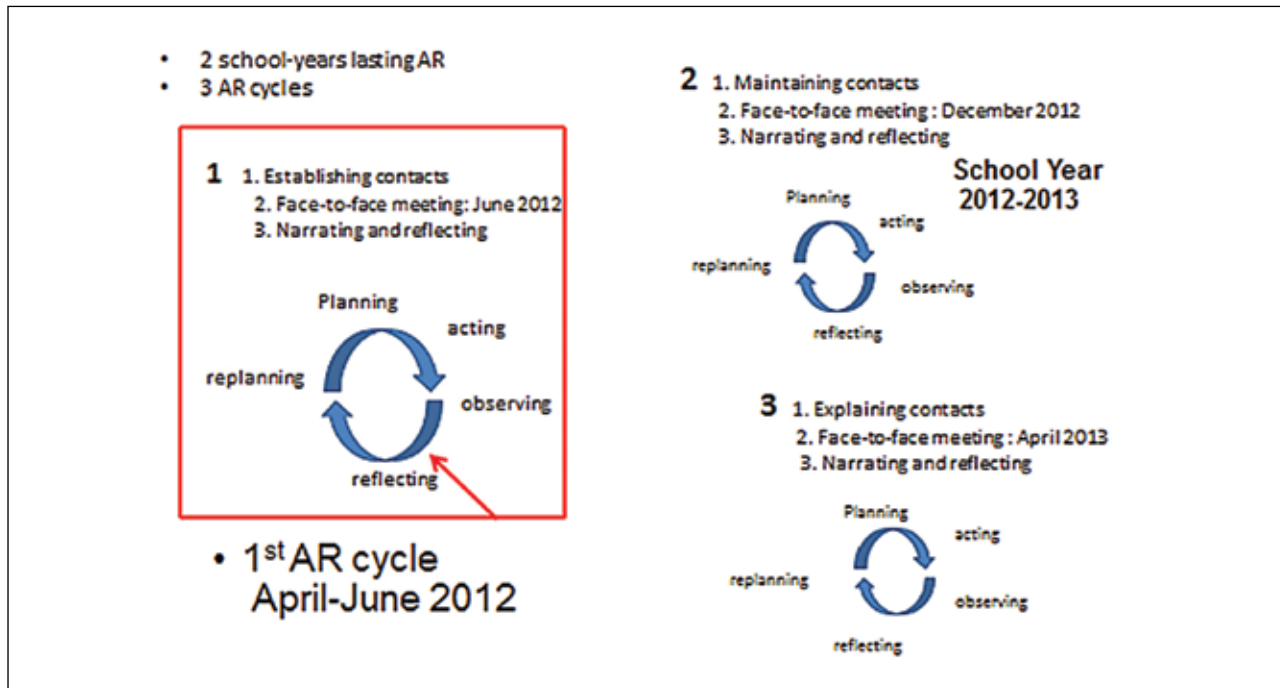 • 2 school-years lasting AR
• 3 AR cycles
1 1. Establishing contacts
2. Face-to-face meeting: June 2012
3. Narrating and reflecting
Planning
acting
replanning
observing
reflecting
• 1st AR cycle
April-June 2012
2 1. Maintaining contacts
2. Face-to-face meeting : December 2012
3. Narrating and reflecting
School Year
2012-2013
Planning
acting
replanning
observing
reflecting
3 1. Explaining contacts
2. Face-to-face meeting : April 2013
3. Narrating and reflecting
Planning
acting
replanning
observing
reflecting